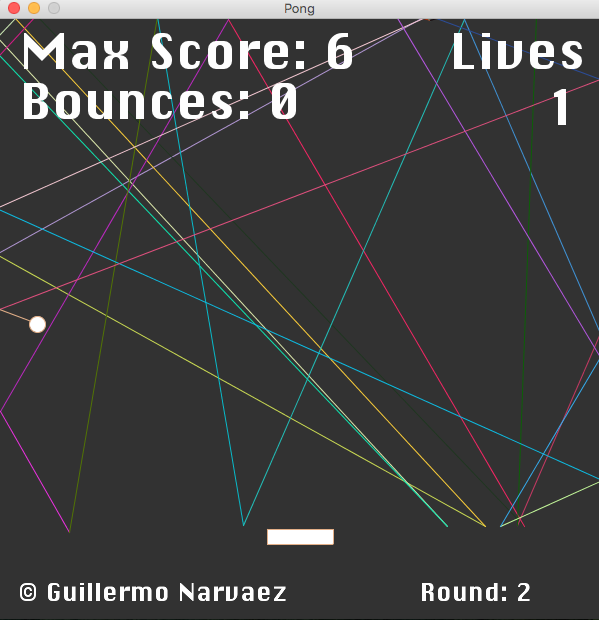 Pong
Max Score: 6
Lives
Bounces: 0
1
© Guillermo Narvaez
Round: 2